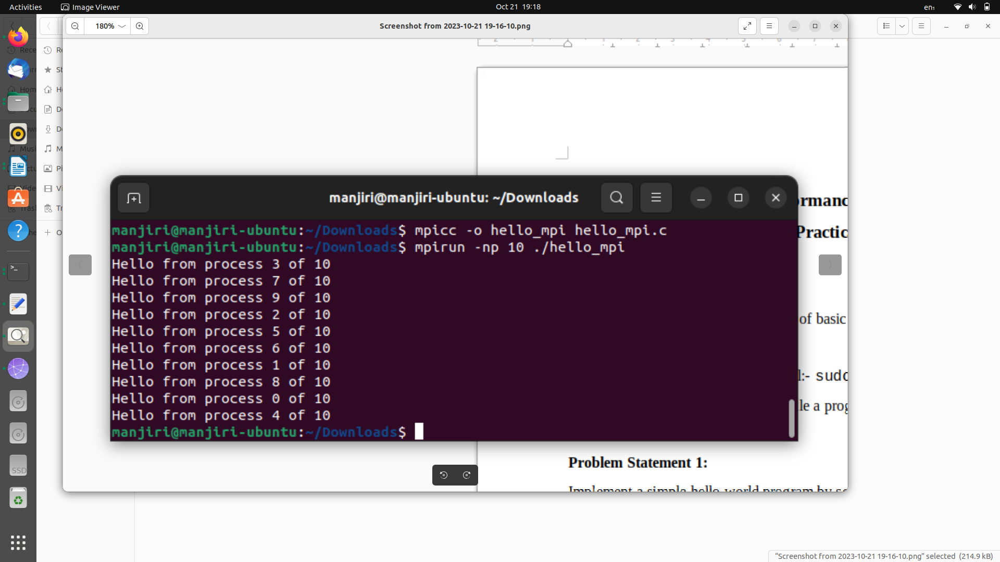 Activities
Image Viewer
Oct 21 19:18
en₁
180%
Screenshot from 2023-10-21 19-16-10.png
manjiri@manjiri-ubuntu: ~/Downloads
manjiri@manjiri-ubuntu:~/Downloads$ mpicc -o hello_mpi hello_mpi.c
manjiri@manjiri-ubuntu:~/Downloads$ mpirun -np 10 ./hello_mpi
Hello from process 3 of 10
Hello from process 7 of 10
Hello from process 9 of 10
Hello from process 2 of 10
Hello from process 5 of 10
Hello from process 6 of 10
Hello from process 1 of 10
Hello from process 8 of 10
Hello from process 0 of 10
Hello from process 4 of 10
manjiri@manjiri-ubuntu:~/Downloads$
ormanc
Practic
of basic
l:- sudo
le a prog
Problem Statement 1:
Implement a simple hello world program by se
SSD
"Screenshot from 2023-10-21 19-16-10.png" selected (214.9 kB)